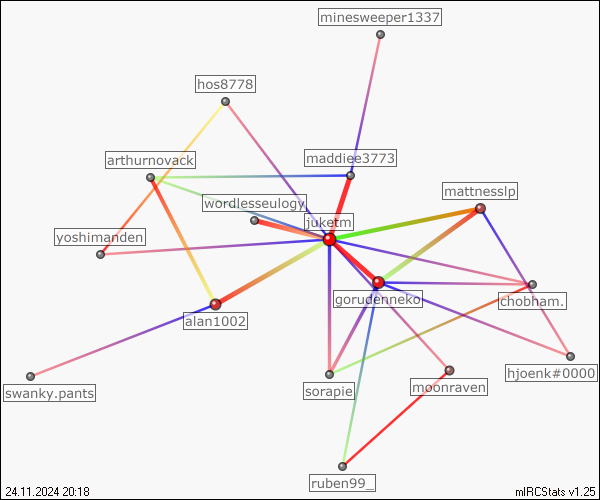 minesweeper1337
hos8778
arthurnovack
maddiee3773
mattnesslp
wordlesseulogy
juketm
yoshimanden
gorudenneko
chobham.
alan1002
hjoenk#0000
swanky.pants
sorapie
moonraven
ruben99_
24.11.2024 20:18
mIRCStats v1.25